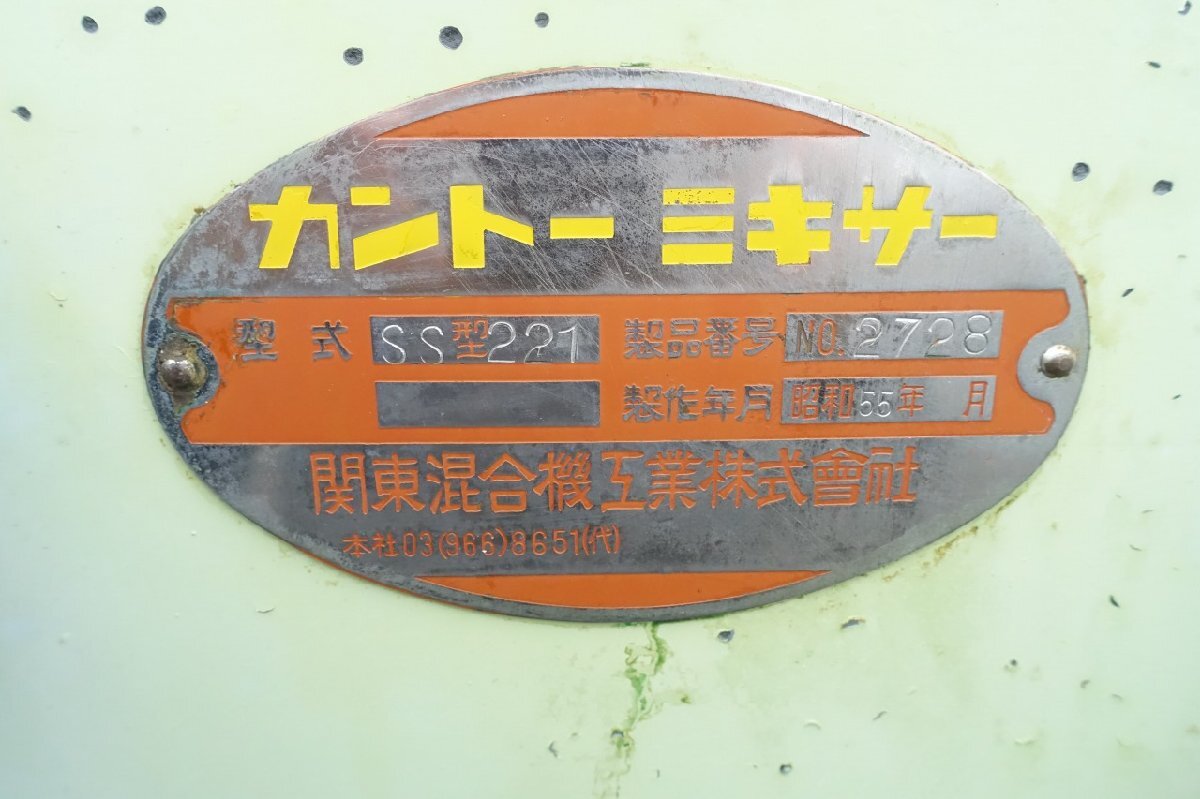 カントーミキサー
型式 SS型221 製品番号 NO.2728
製作年月 昭和55年 月
関東混合機工業株式會社
本社03(966)8651(代)